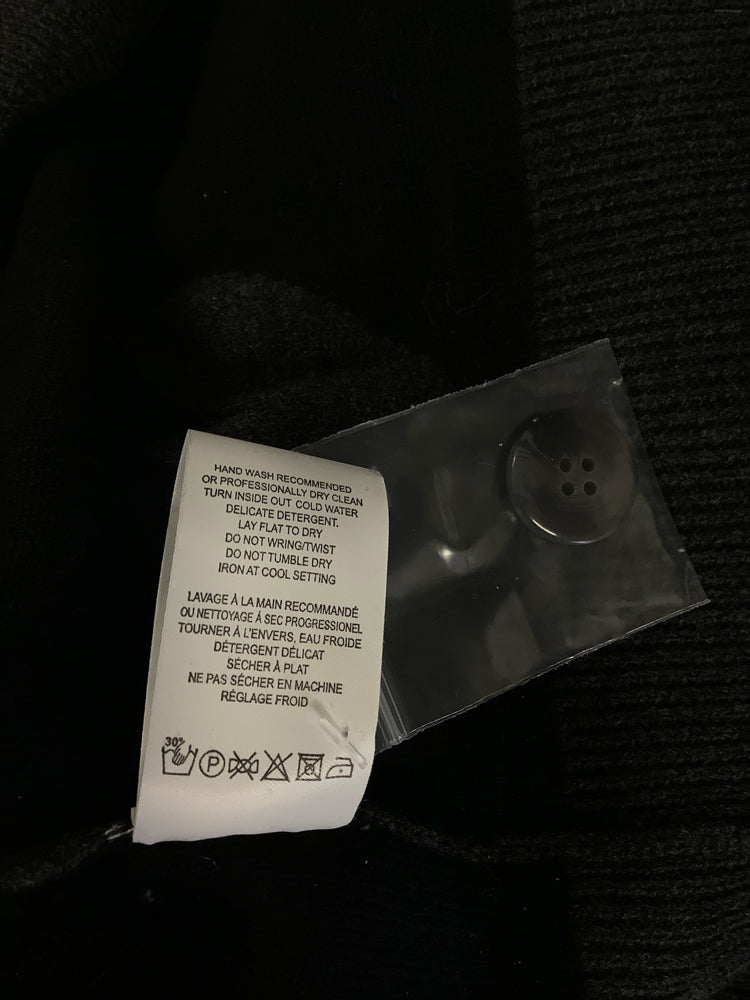 HAND WASH RECOMMENDED
OR PROFESSIONALLY DRY CLEAN
TURN INSIDE OUT COLD WATER
DELICATE DETERGENT.
LAY FLAT TO DRY
DO NOT WRING/TWIST
DO NOT TUMBLE DRY
IRON AT COOL SETTING
LAVAGE À LA MAIN RECOMMANDÉ
OU NETTOYAGE Á SEC PROGRESSIONEL
TOURNER À L'ENVERS, EAU FROIDE
DÉTERGENT DÉLICAT
SÉCHER À PLAT
NE PAS SÉCHER EN MACHINE
RÉGLAGE FROID
30° P